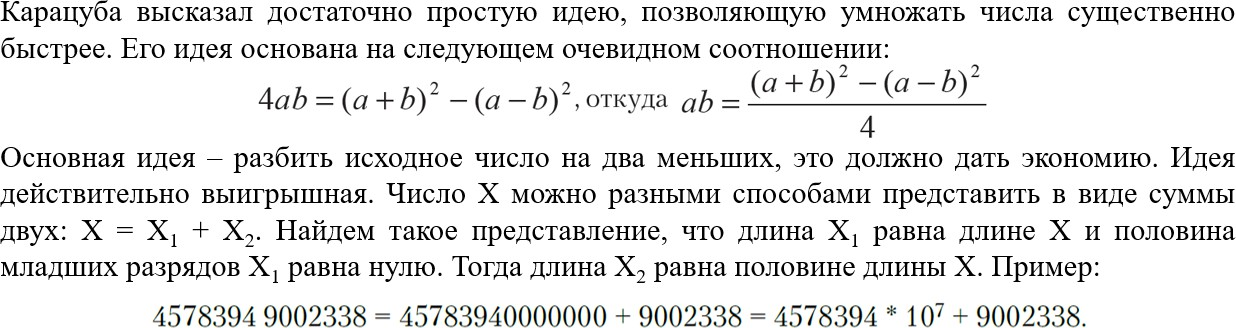 Карацуба высказал достаточно простую идею, позволяющую умножать числа существенно
быстрее. Его идея основана на следующем очевидном соотношении:
4ab = (a + b)² − (a − b)², откуда ab = ((a + b)² − (a − b)²) / 4
Основная идея – разбить исходное число на два меньших, это должно дать экономию. Идея
действительно выигрышная. Число X можно разными способами представить в виде суммы
двух: X = X₁ + X₂. Найдем такое представление, что длина X₁ равна длине X и половина
младших разрядов X₁ равна нулю. Тогда длина X₂ равна половине длины X. Пример:
4578394 9002338 = 45783940000000 + 9002338 = 4578394 * 10⁷ + 9002338.